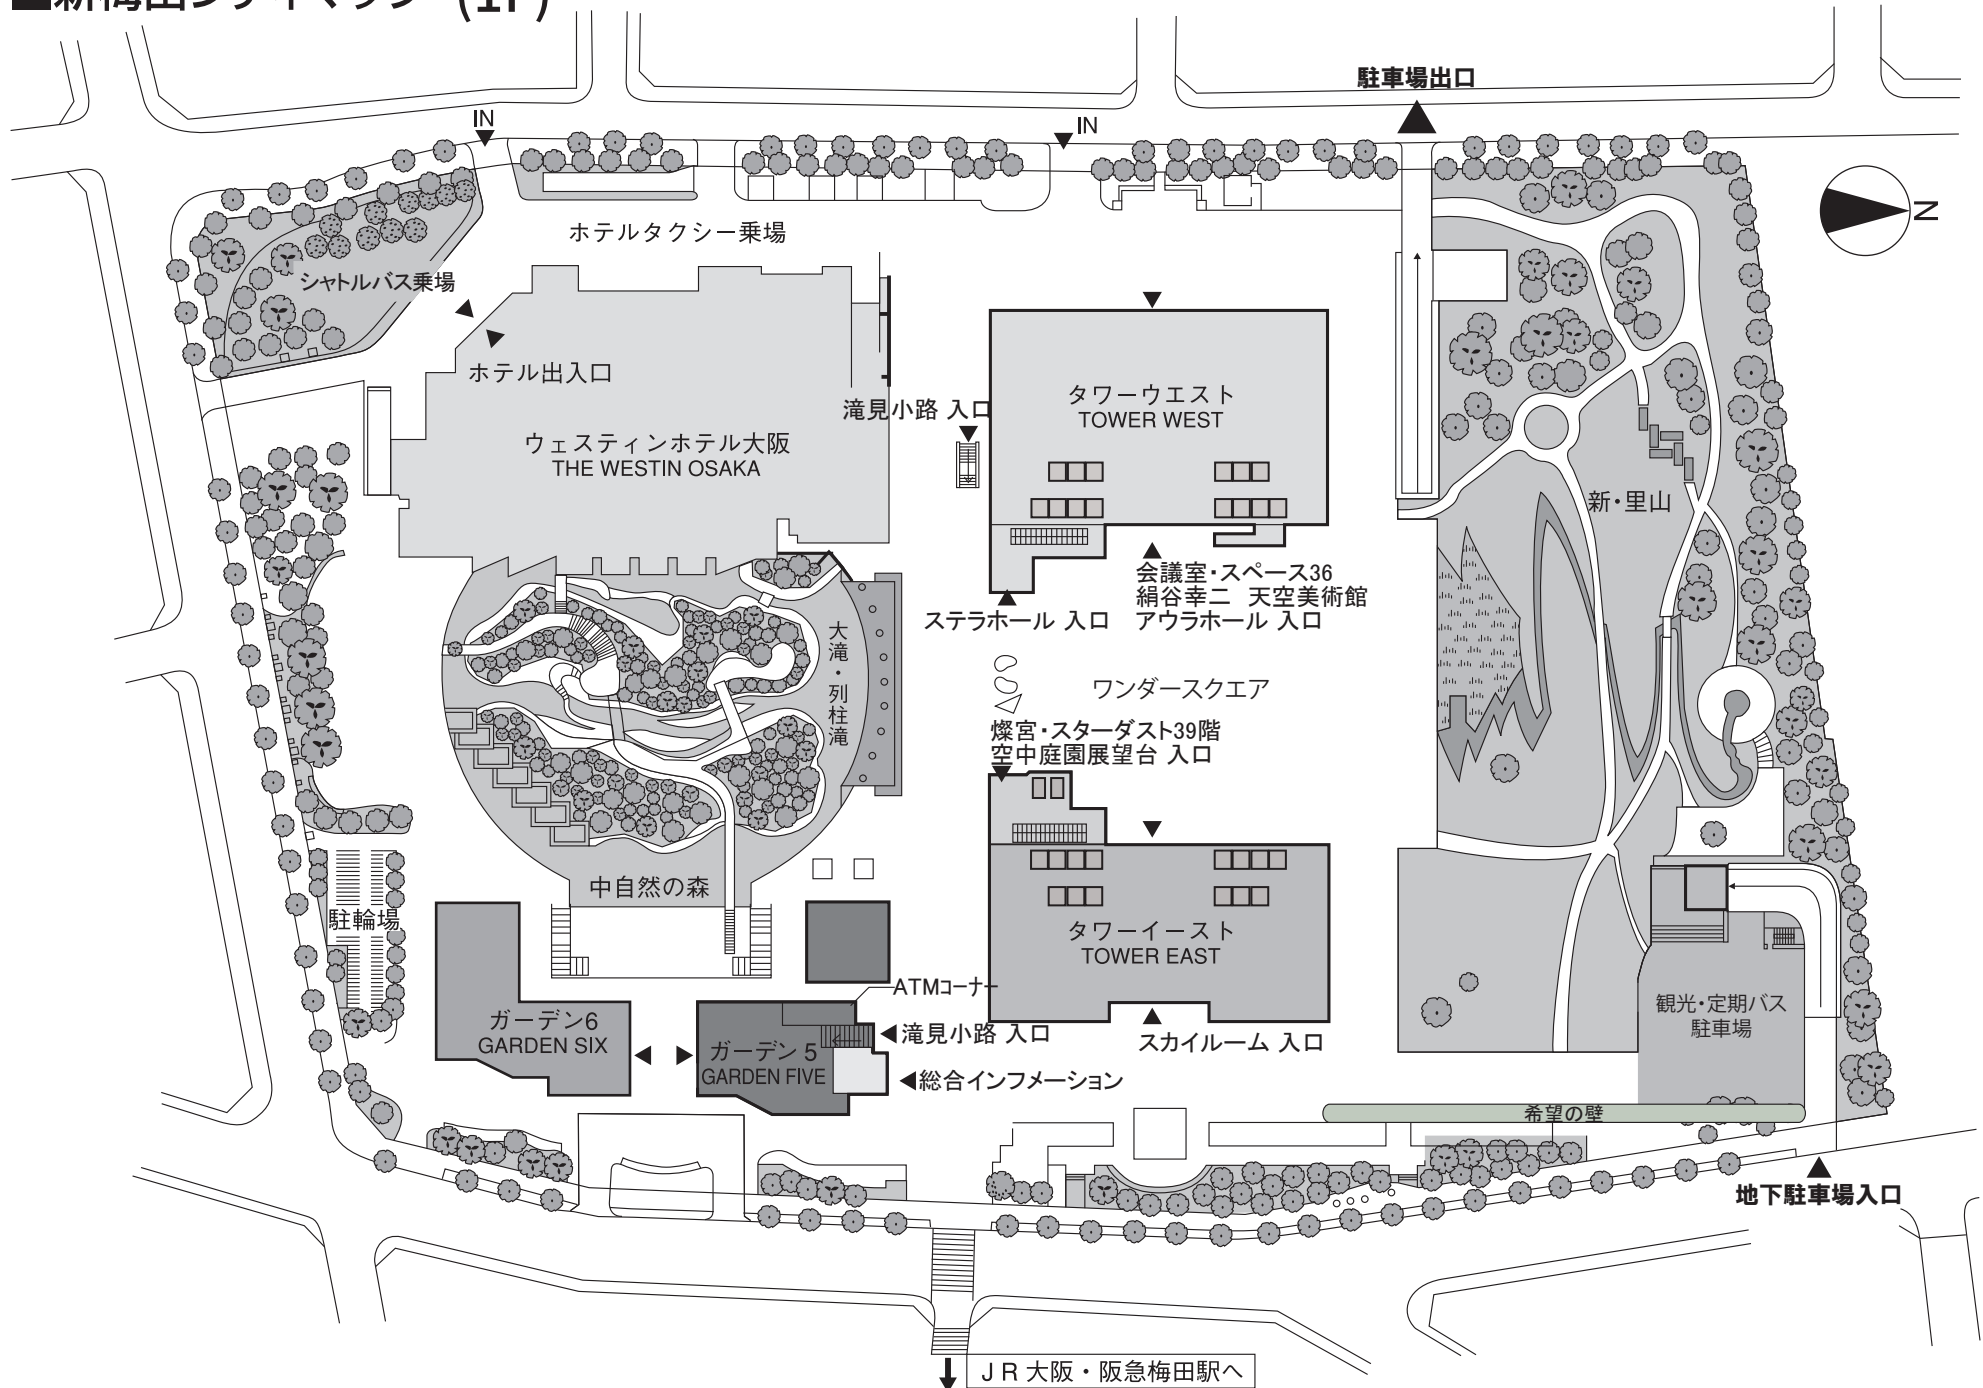 (1F)
駐車場出口
IN
IN
N
ホテルタクシー乗場
シャトルバス乗場
ホテル出入口
滝見小路 入口
タワーウエスト
TOWER WEST
ウェスティンホテル大阪
THE WESTIN OSAKA
新・里山
会議室・スペース36
絹谷幸二 天空美術館
アウラホール 入口
ステラホール 入口
大滝・列柱滝
ワンダースクエア
燦宮・スターダスト39階
空中庭園展望台 入口
中自然の森
駐輪場
タワーイースト
TOWER EAST
ATMコーナー
観光・定期バス
駐車場
ガーデン6
GARDEN SIX
滝見小路 入口
スカイルーム 入口
ガーデン 5
GARDEN FIVE
総合インフメーション
希望の壁
地下駐車場入口
JR 大阪・阪急梅田駅へ